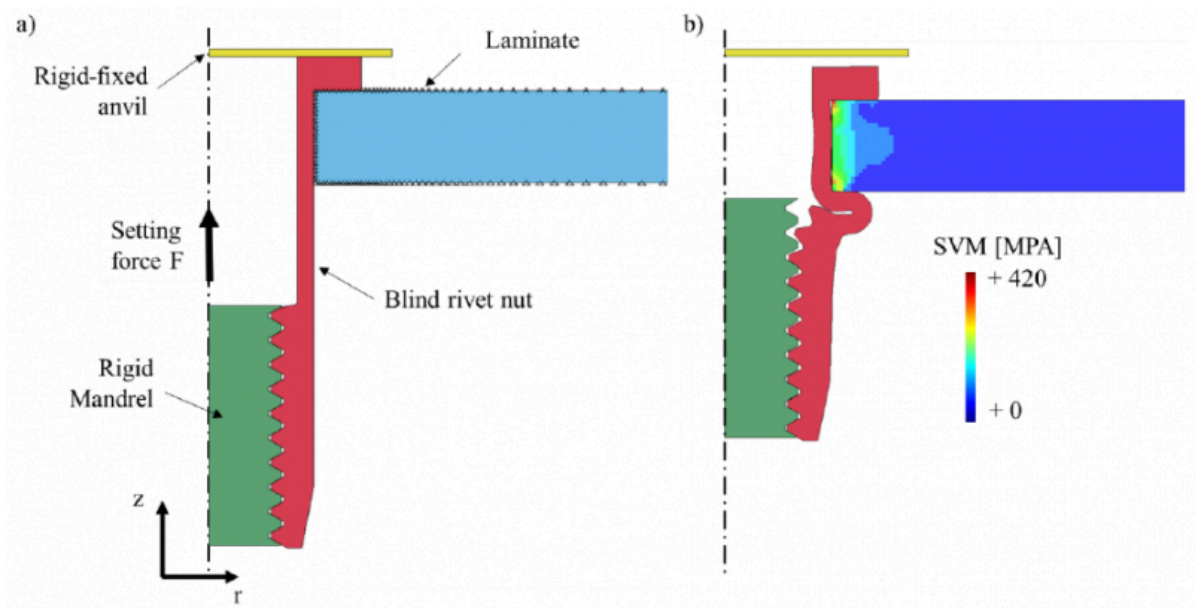 a)
Laminate
Rigid-fixed
anvil
Setting
force F
Blind rivet nut
Rigid
Mandrel
z
r
b)
SVM [MPA]
+ 420
+ 0